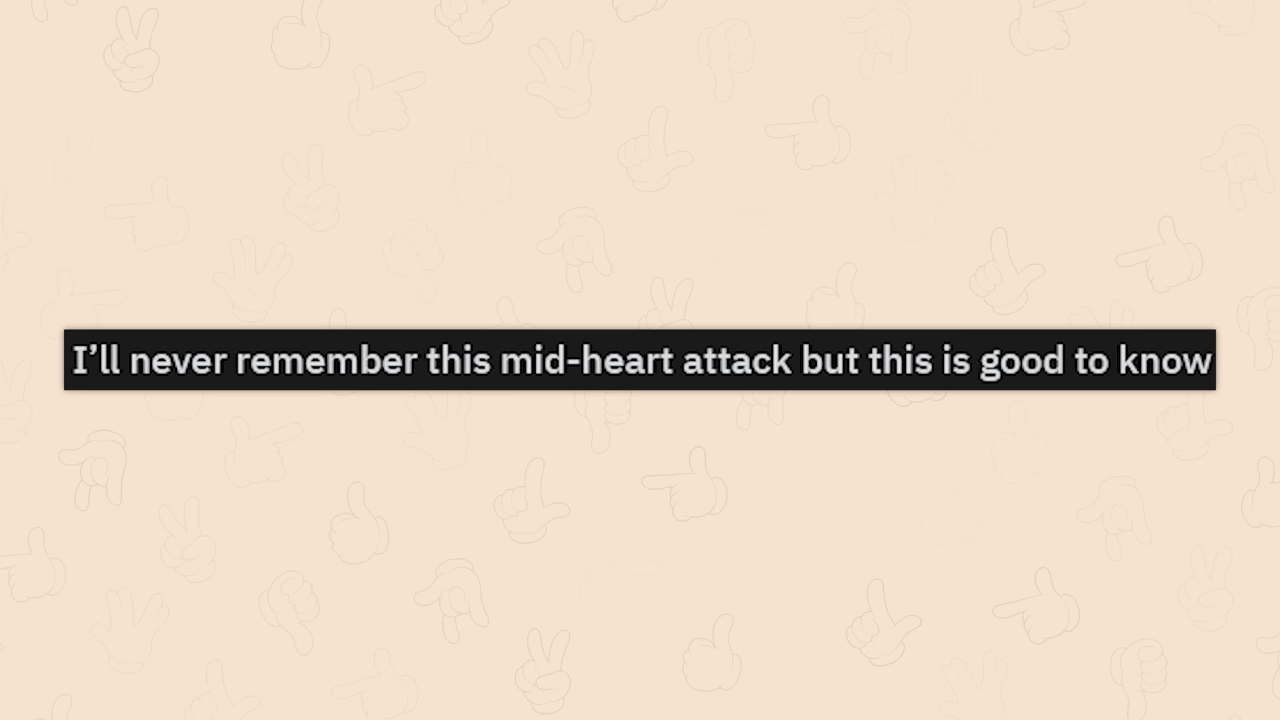 I’ll never remember this mid-heart attack but this is good to know